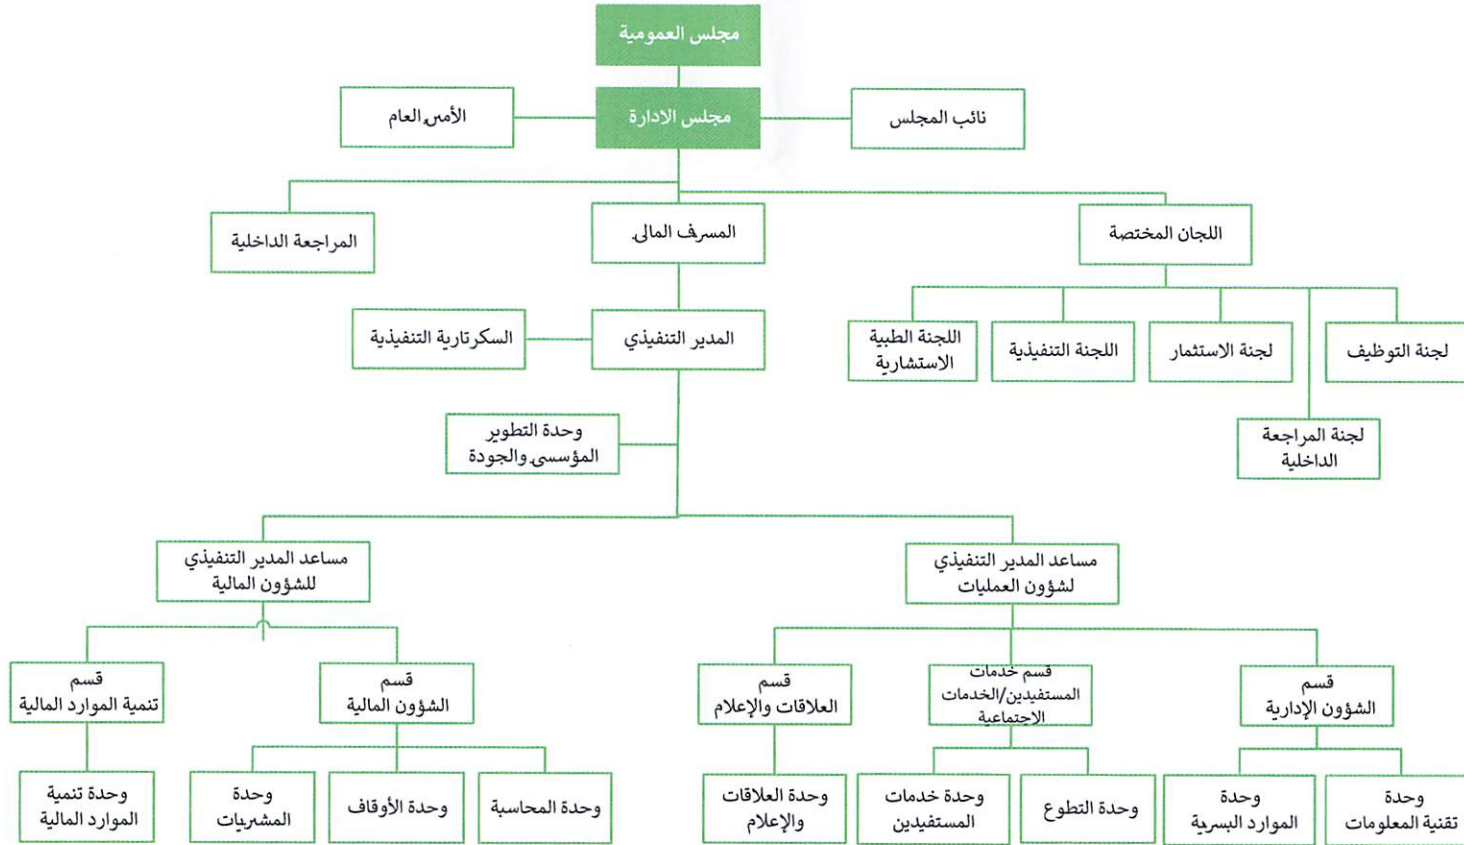 مجلس العمومية
نائب المجلس
مجلس الادارة
الأمين العام
اللجان المختصة
المسرف المالي
المراجعة الداخلية
لجنة التوظيف
لجنة الاستثمار
اللجنة التنفيذية
اللجنة الطبية
الاستشارية
المدير التنفيذي
السكرتارية التنفيذية
لجنة المراجعة
الداخلية
وحدة التطوير
المؤسسي والجودة
مساعد المدير التنفيذي
لشؤون العمليات
مساعد المدير التنفيذي
للشؤون المالية
قسم
الشؤون الإدارية
قسم خدمات
المستفيدين/الخدمات
الاجتماعية
قسم
العلاقات والإعلام
قسم
الشؤون المالية
قسم
تنمية الموارد المالية
وحدة
تقنية المعلومات
وحدة
الموارد البسرية
وحدة التطوع
وحدة خدمات
المستفيدين
وحدة العلاقات
والإعلام
وحدة المحاسبة
وحدة الأوقاف
وحدة
المشتريات
وحدة تنمية
الموارد المالية